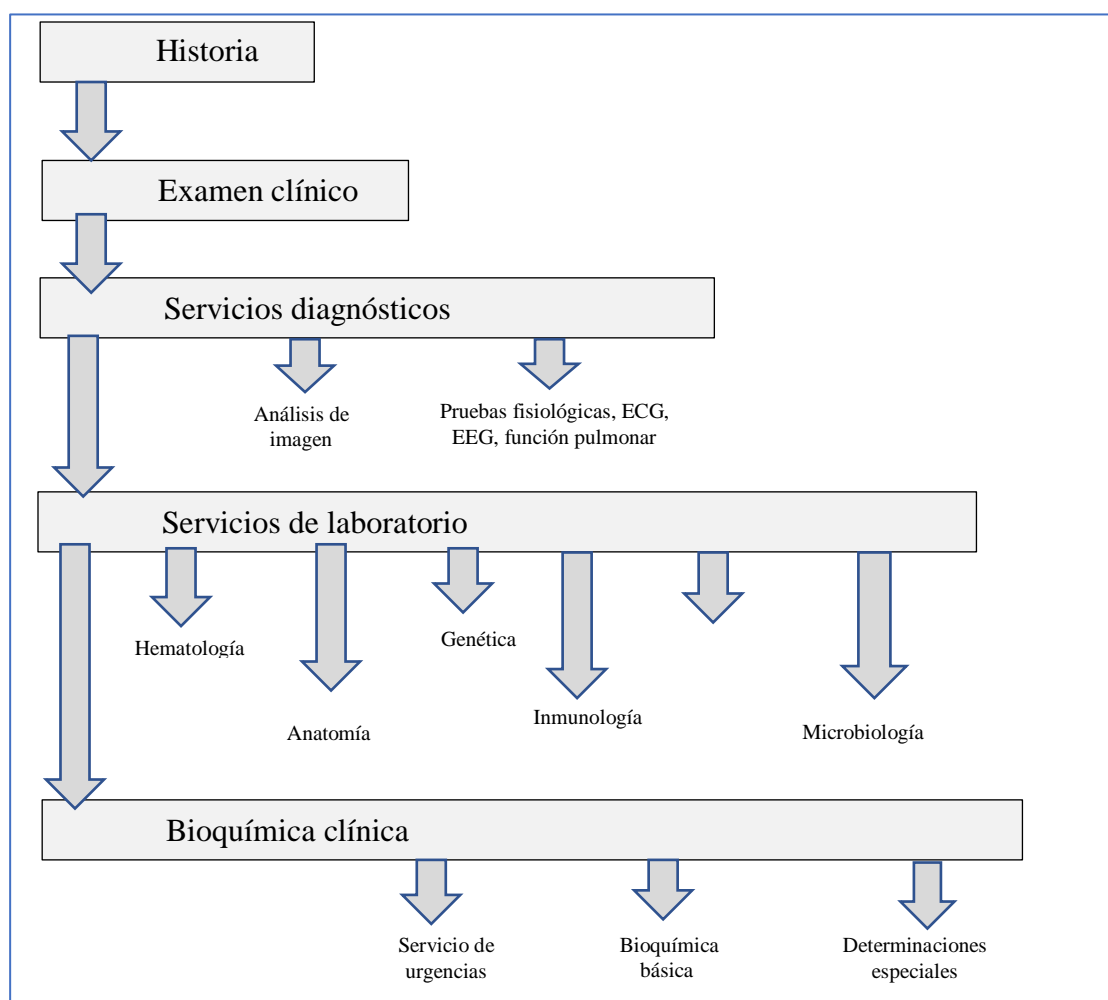 Historia
Examen clínico
Servicios diagnósticos
Análisis de
imagen
Pruebas fisiológicas, ECG,
EEG, función pulmonar
Servicios de laboratorio
Hematología
Genética
Anatomía
Inmunología
Microbiología
Bioquímica clínica
Servicio de
urgencias
Bioquímica
básica
Determinaciones
especiales